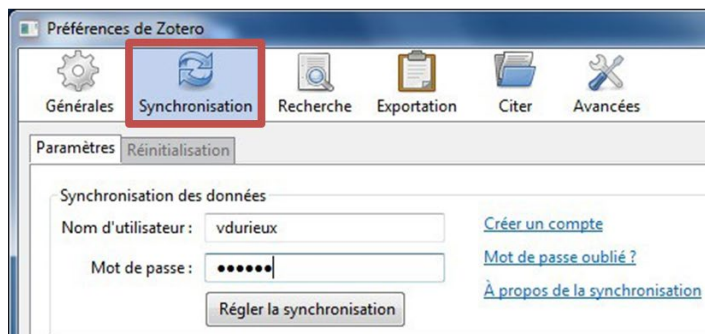 Préférences de Zotero
Générales Synchronisation Recherche Exportation Citer Avancées
Paramètres Réinitialisation
Synchronisation des données
Nom d'utilisateur : vdurieux Créer un compte
Mot de passe : ●●●●●● Mot de passe oublié ?
À propos de la synchronisation
Régler la synchronisation